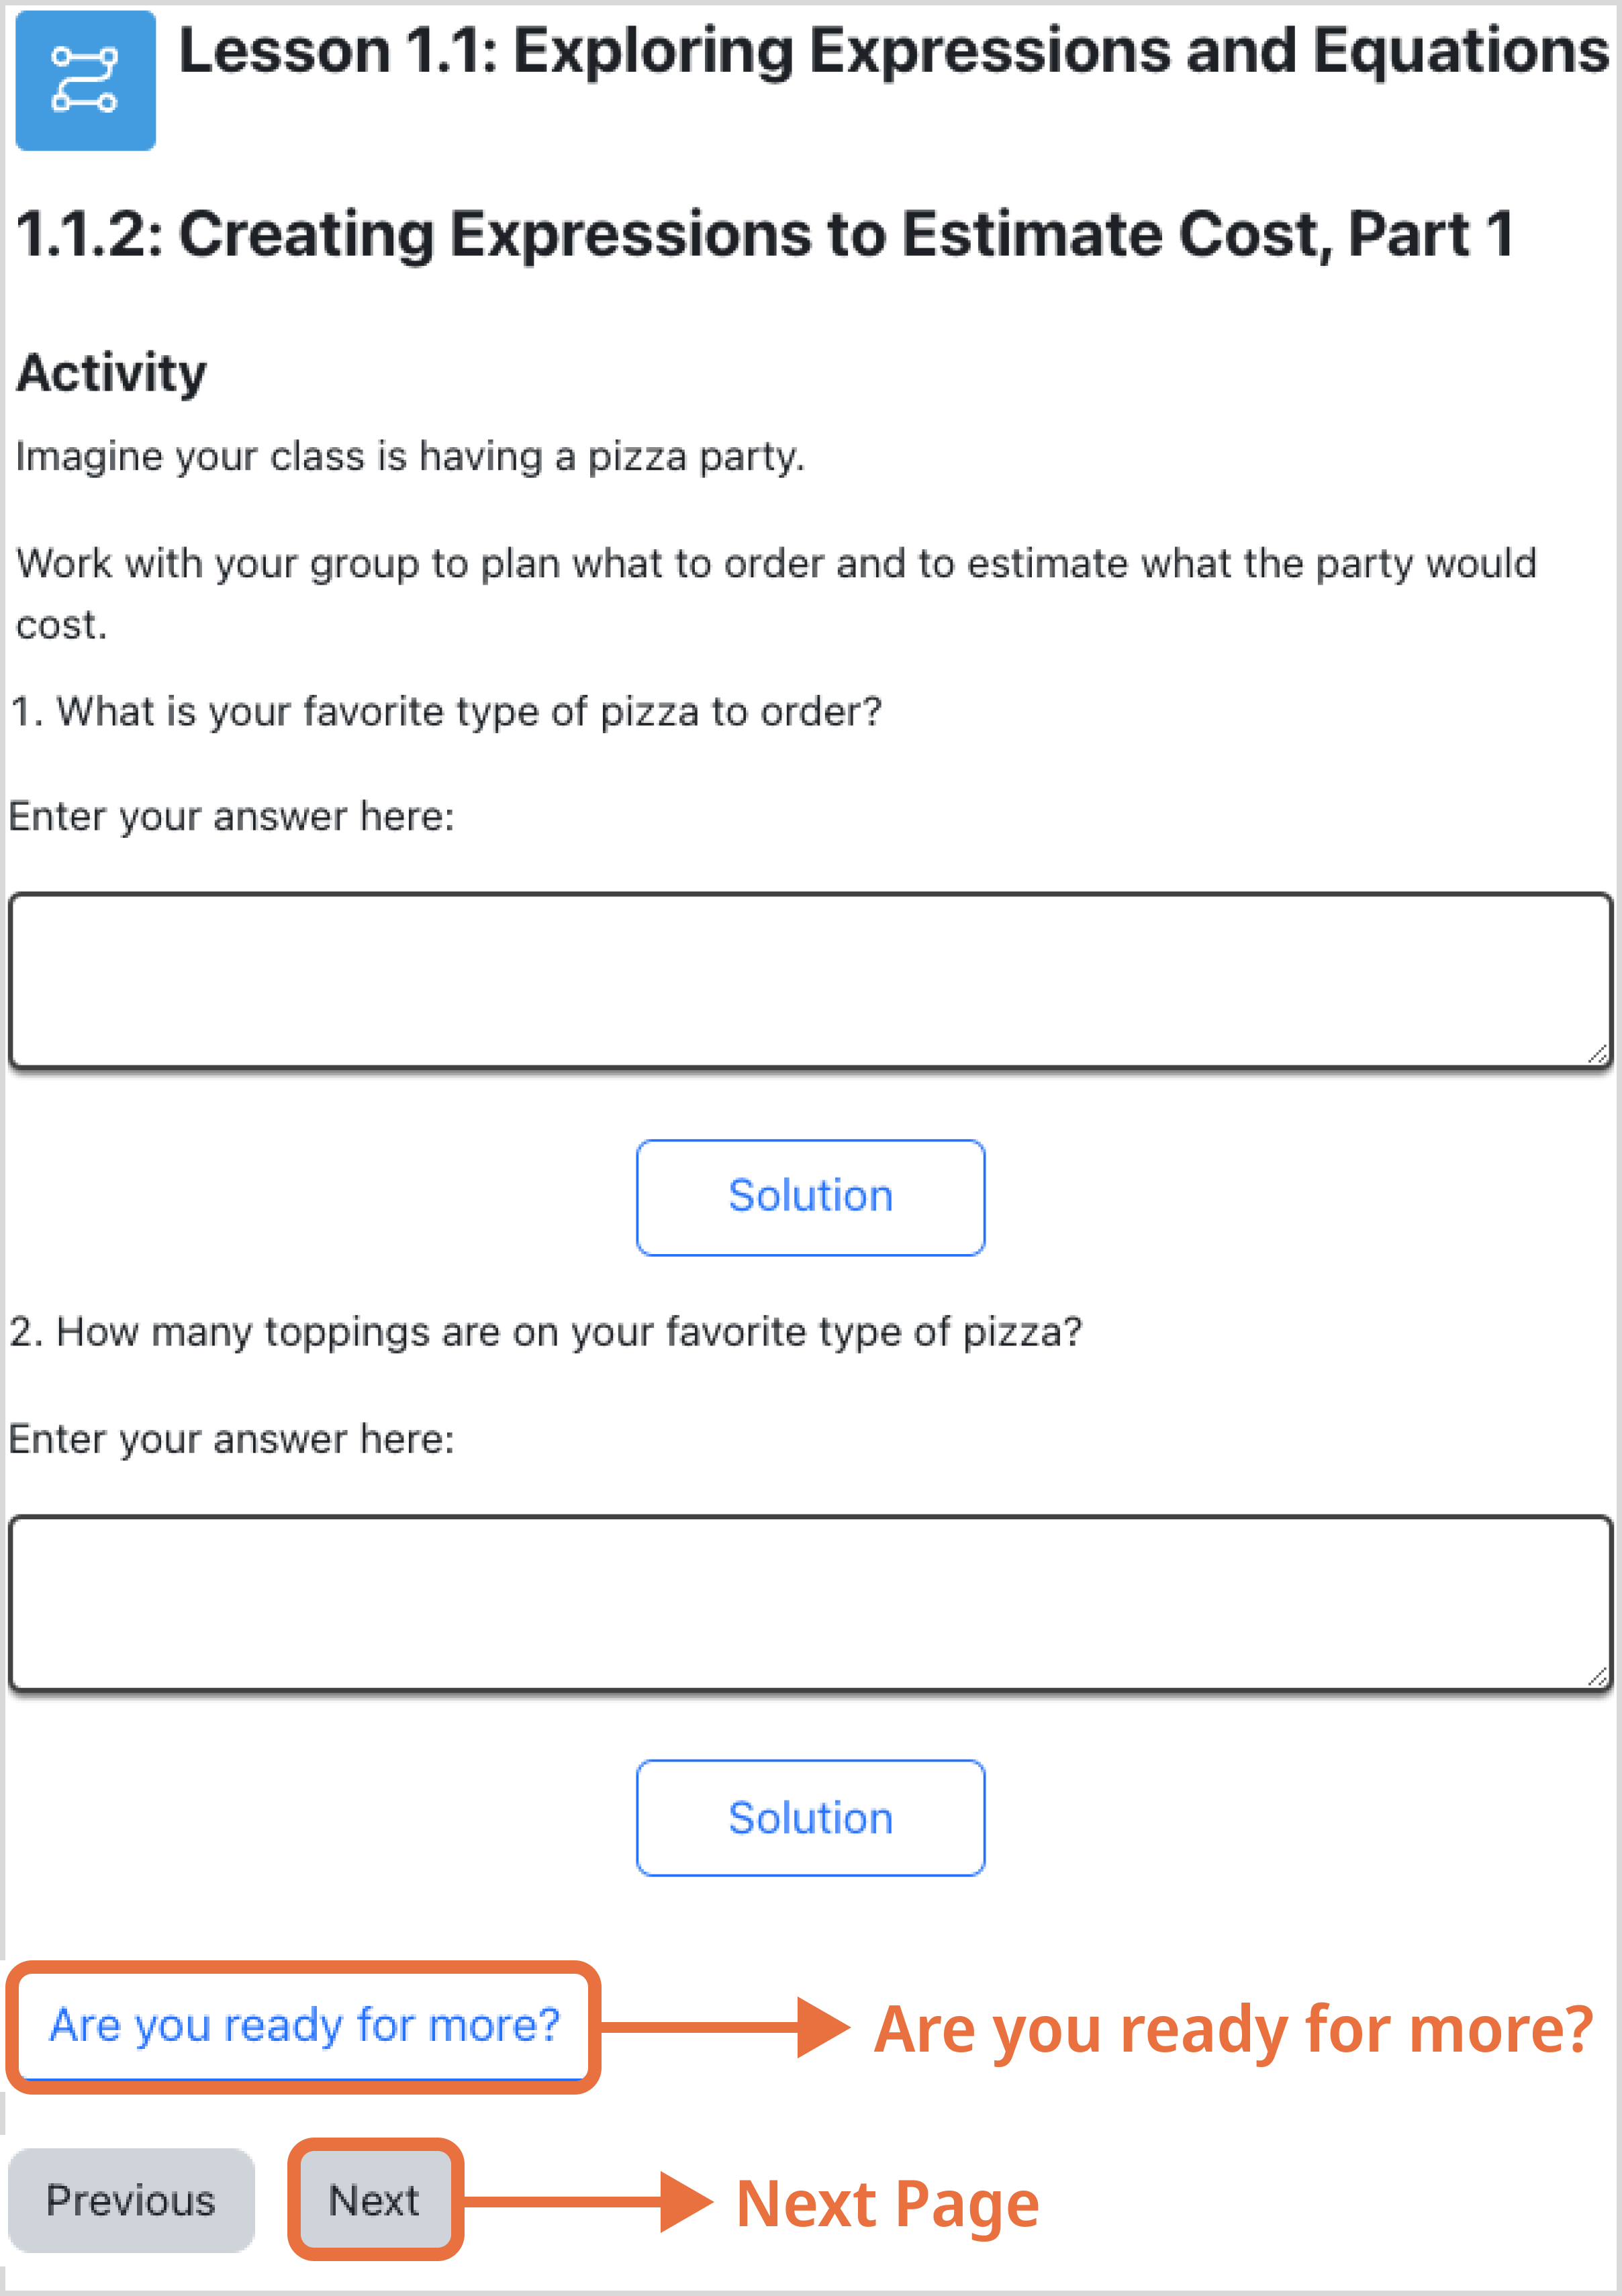 Lesson 1.1: Exploring Expressions and Equations
1.1.2: Creating Expressions to Estimate Cost, Part 1
Activity
Imagine your class is having a pizza party.
Work with your group to plan what to order and to estimate what the party would
cost.
1. What is your favorite type of pizza to order?
Enter your answer here:
Solution
2. How many toppings are on your favorite type of pizza?
Enter your answer here:
Solution
Are you ready for more? Are you ready for more?
Previous Next Next Page